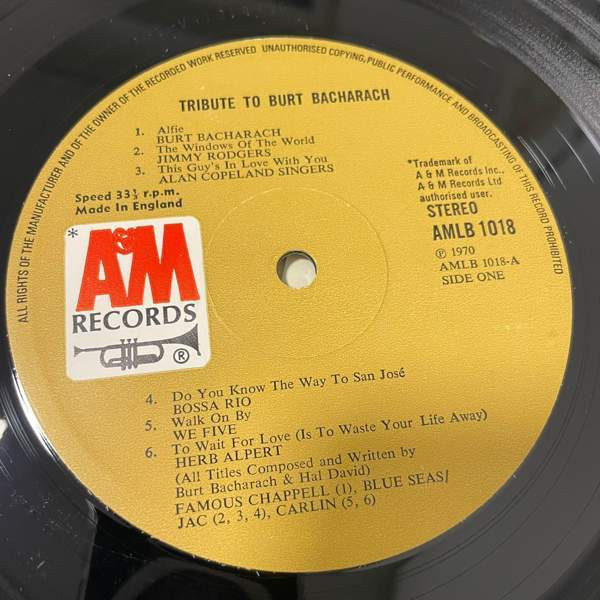 ALL RIGHTS OF THE MANUFACTURER AND OF THE OWNER OF THE RECORDED WORK RESERVED UNAUTHORISED COPYING, PUBLIC PERFORMANCE AND BROADCASTING OF THIS RECORD PROHIBITED
TRIBUTE TO BURT BACHARACH
1. Alfie
BURT BACHARACH
2. The Windows Of The World
JIMMY RODGERS
3. This Guy's In Love With You
ALAN COPELAND SINGERS
Speed 33⅓ r.p.m.
Made In England
*Trademark of
A & M Records Inc.,
A & M Records Ltd
authorised user.
STEREO
AMLB 1018
℗ 1970
AMLB 1018-A
SIDE ONE
*
A&M
RECORDS
®
4. Do You Know The Way To San José
BOSSA RIO
5. Walk On By
WE FIVE
6. To Wait For Love (Is To Waste Your Life Away)
HERB ALPERT
(All Titles Composed and Written by
Burt Bacharach & Hal David)
FAMOUS CHAPPELL (1), BLUE SEAS/
JAC (2, 3, 4), CARLIN (5, 6)